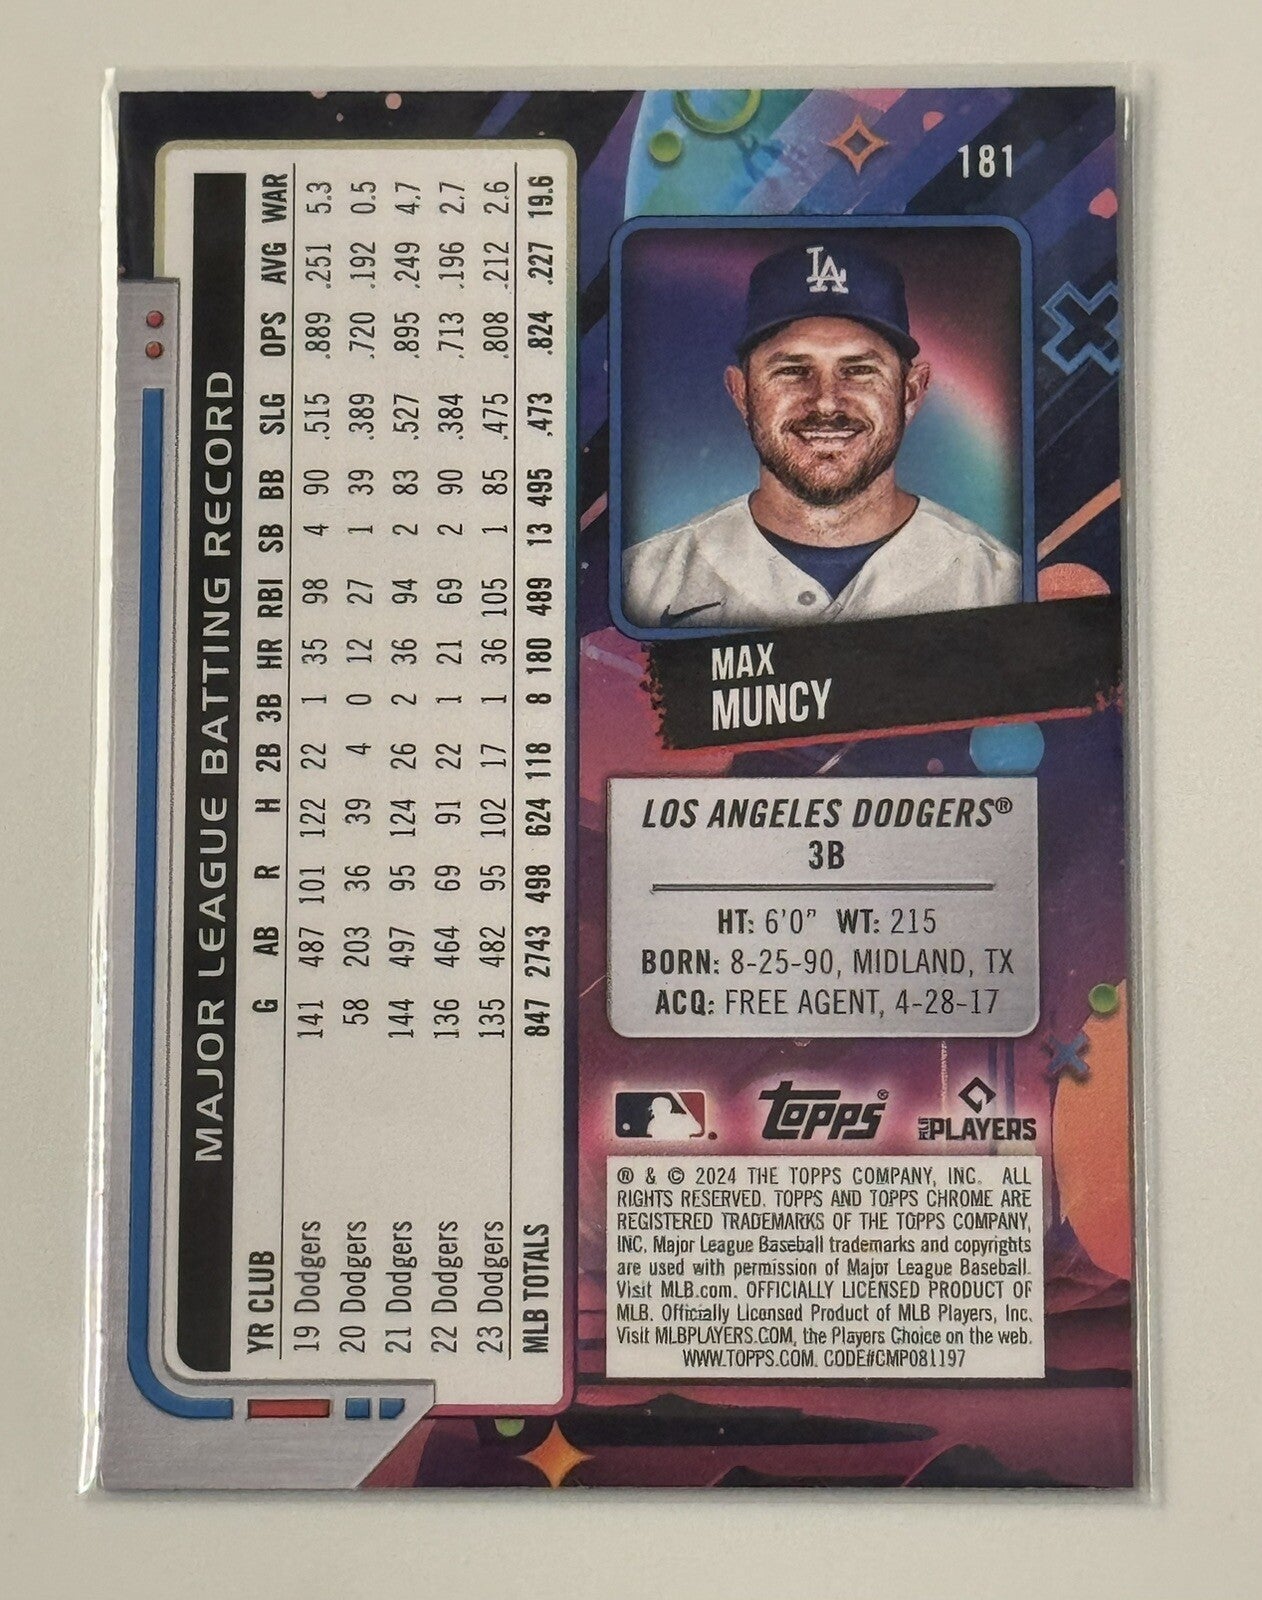 181
LA
MAX
MUNCY
LOS ANGELES DODGERS®
3B
HT: 6'0" WT: 215
BORN: 8-25-90, MIDLAND, TX
ACQ: FREE AGENT, 4-28-17
Topps®
MLB PLAYERS
® & © 2024 THE TOPPS COMPANY, INC. ALL
RIGHTS RESERVED. TOPPS AND TOPPS CHROME ARE
REGISTERED TRADEMARKS OF THE TOPPS COMPANY,
INC. Major League Baseball trademarks and copyrights
are used with permission of Major League Baseball.
Visit MLB.com. OFFICIALLY LICENSED PRODUCT OF
MLB. Officially Licensed Product of MLB Players, Inc.
Visit MLBPLAYERS.COM, the Players Choice on the web.
WWW.TOPPS.COM. CODE#CMP081197
MAJOR LEAGUE BATTING RECORD
YR CLUB G AB R H 2B 3B HR RBI SB BB SLG OPS AVG WAR
19 Dodgers 141 487 101 122 22 1 35 98 4 90 .515 .889 .251 5.3
20 Dodgers 58 203 36 39 4 0 12 27 1 39 .389 .720 .192 0.5
21 Dodgers 144 497 95 124 26 2 36 94 2 83 .527 .895 .249 4.7
22 Dodgers 136 464 69 91 22 1 21 69 2 90 .384 .713 .196 2.7
23 Dodgers 135 482 95 102 17 1 36 105 1 85 .475 .808 .212 2.6
MLB TOTALS 847 2743 498 624 118 8 180 489 13 495 .473 .824 .227 19.6